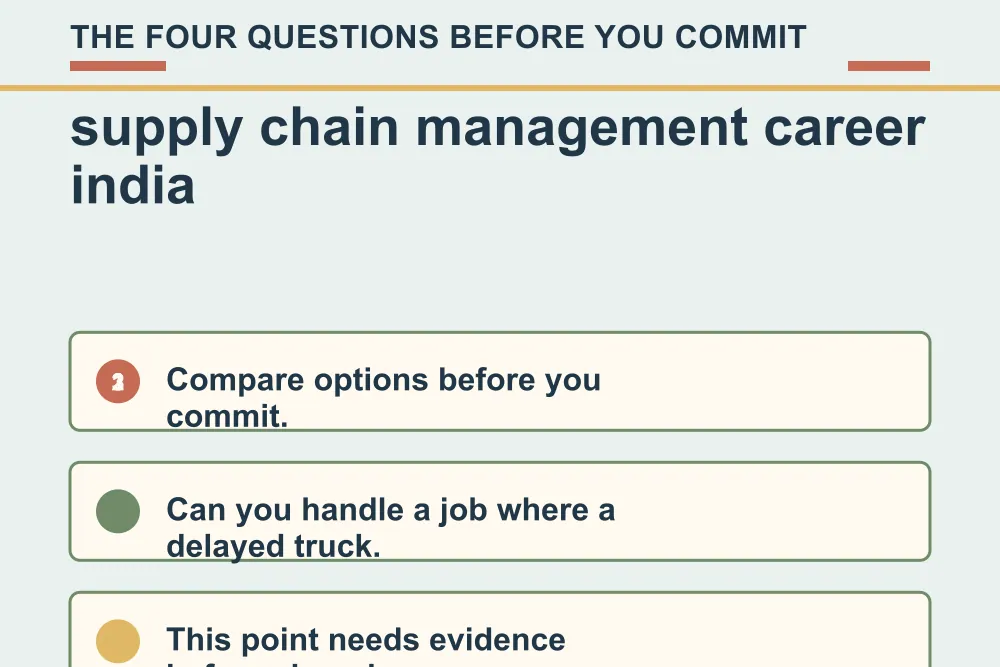 THE FOUR QUESTIONS BEFORE YOU COMMIT
supply chain management career
india
Compare options before you
commit.
Can you handle a job where a
delayed truck.
This point needs evidence